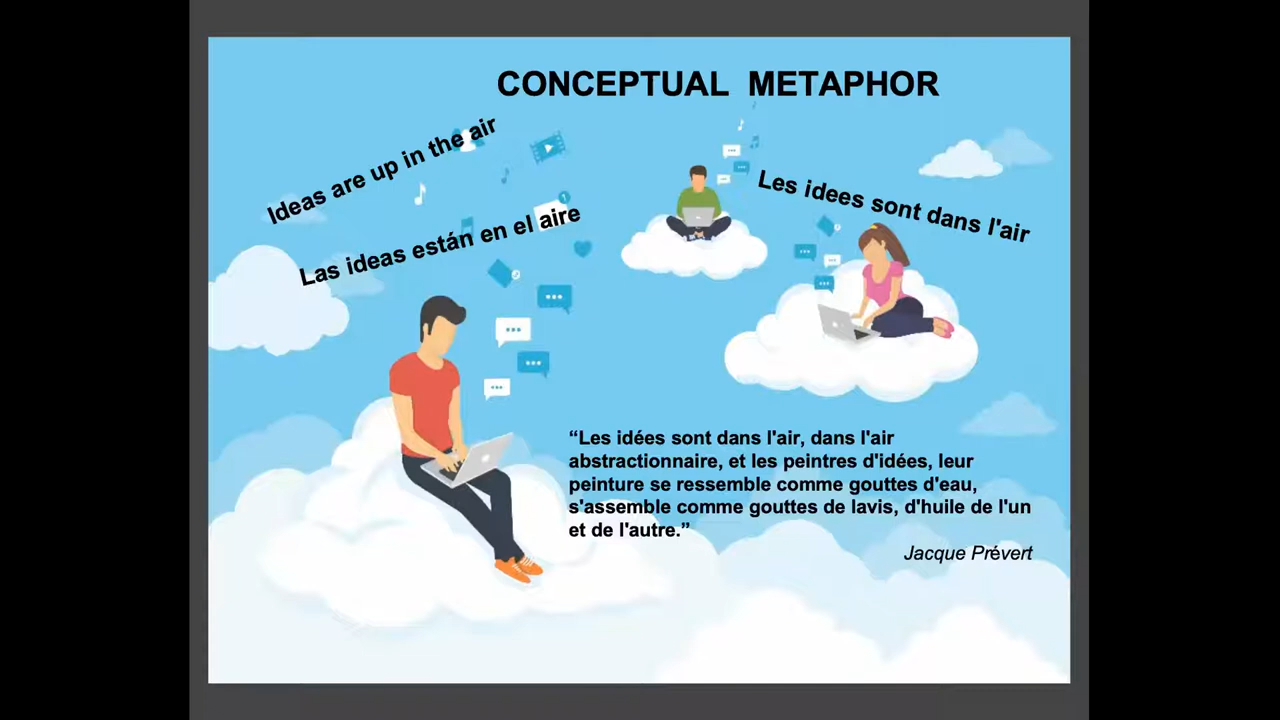 CONCEPTUAL METAPHOR
Ideas are up in the air
Las ideas están en el aire
Les idees sont dans l'air
“Les idées sont dans l'air, dans l'air
abstractionnaire, et les peintres d'idées, leur
peinture se ressemble comme gouttes d'eau,
s'assemble comme gouttes de lavis, d'huile de l'un
et de l'autre.”
Jacque Prévert